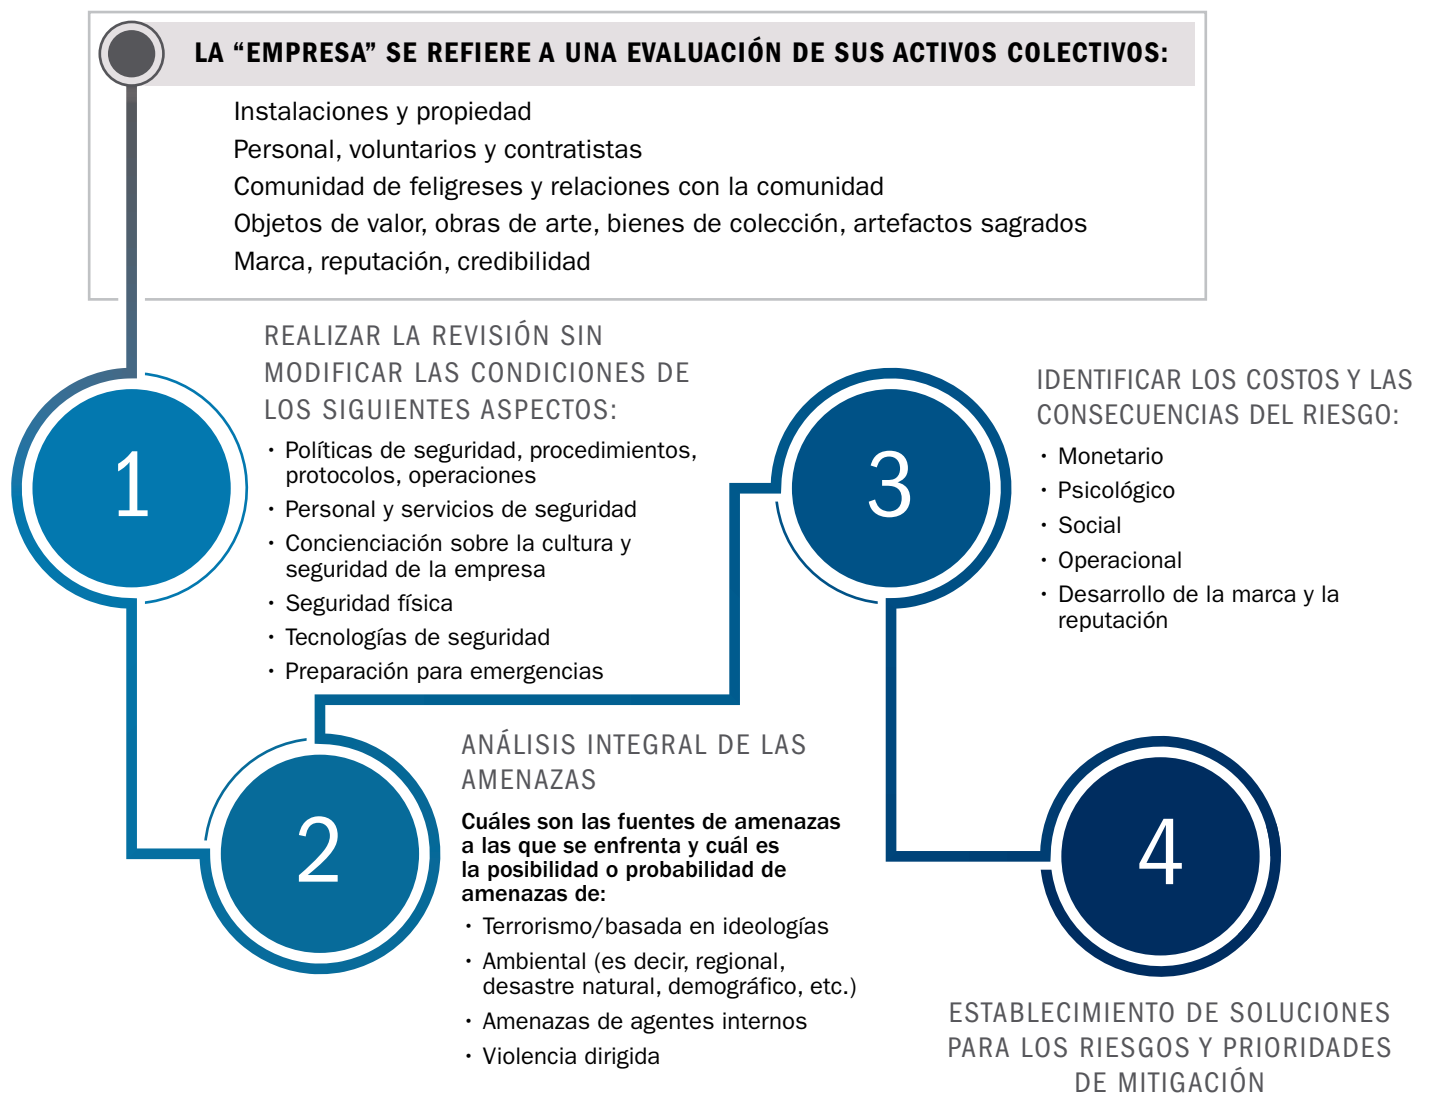 LA “EMPRESA” SE REFIERE A UNA EVALUACIÓN DE SUS ACTIVOS COLECTIVOS:
Instalaciones y propiedad
Personal, voluntarios y contratistas
Comunidad de feligreses y relaciones con la comunidad
Objetos de valor, obras de arte, bienes de colección, artefactos sagrados
Marca, reputación, credibilidad
1
REALIZAR LA REVISIÓN SIN
MODIFICAR LAS CONDICIONES DE
LOS SIGUIENTES ASPECTOS:
· Políticas de seguridad, procedimientos,
protocolos, operaciones
· Personal y servicios de seguridad
· Concienciación sobre la cultura y
seguridad de la empresa
· Seguridad física
· Tecnologías de seguridad
· Preparación para emergencias
2
ANÁLISIS INTEGRAL DE LAS
AMENAZAS
Cuáles son las fuentes de amenazas
a las que se enfrenta y cuál es
la posibilidad o probabilidad de
amenazas de:
· Terrorismo/basada en ideologías
· Ambiental (es decir, regional,
desastre natural, demográfico, etc.)
· Amenazas de agentes internos
· Violencia dirigida
3
IDENTIFICAR LOS COSTOS Y LAS
CONSECUENCIAS DEL RIESGO:
· Monetario
· Psicológico
· Social
· Operacional
· Desarrollo de la marca y la
reputación
4
ESTABLECIMIENTO DE SOLUCIONES
PARA LOS RIESGOS Y PRIORIDADES
DE MITIGACIÓN